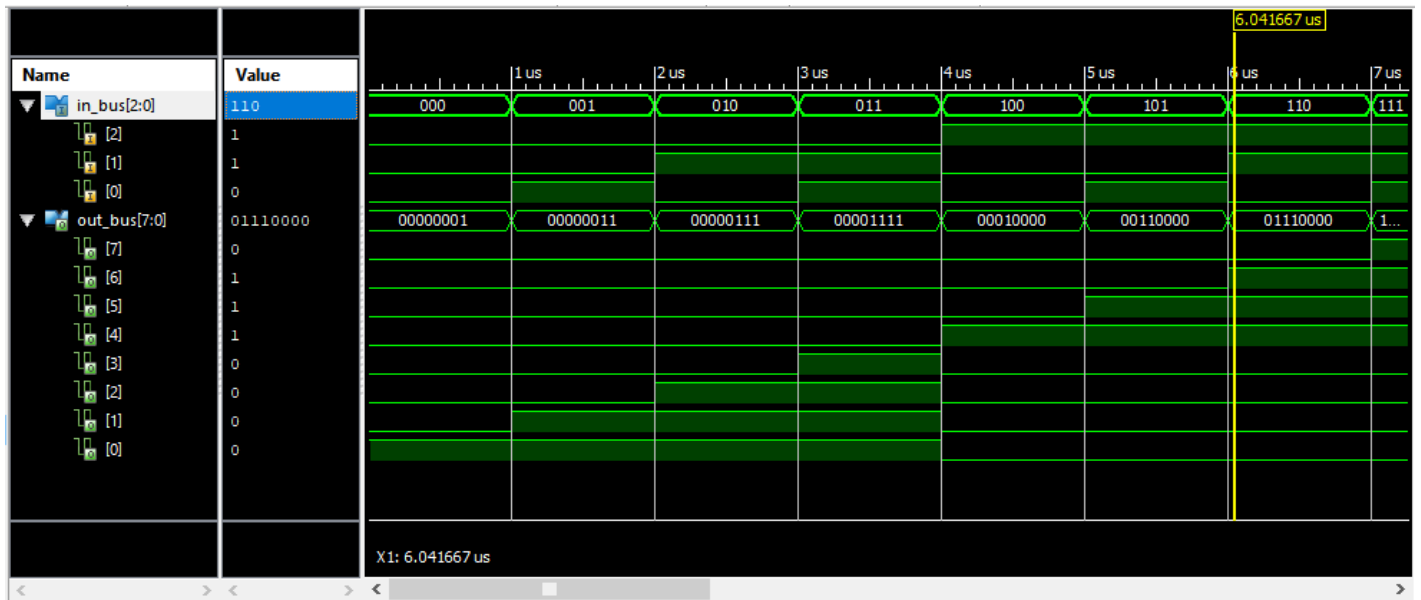 6.041667 us
Name Value 1 us 2 us 3 us 4 us 5 us 6 us 7 us
in_bus[2:0] 110 000 001 010 011 100 101 110 111
[2] 1
[1] 1
[0] 0
out_bus[7:0] 01110000 00000001 00000011 00000111 00001111 00010000 00110000 01110000 1...
[7] 0
[6] 1
[5] 1
[4] 1
[3] 0
[2] 0
[1] 0
[0] 0
X1: 6.041667 us